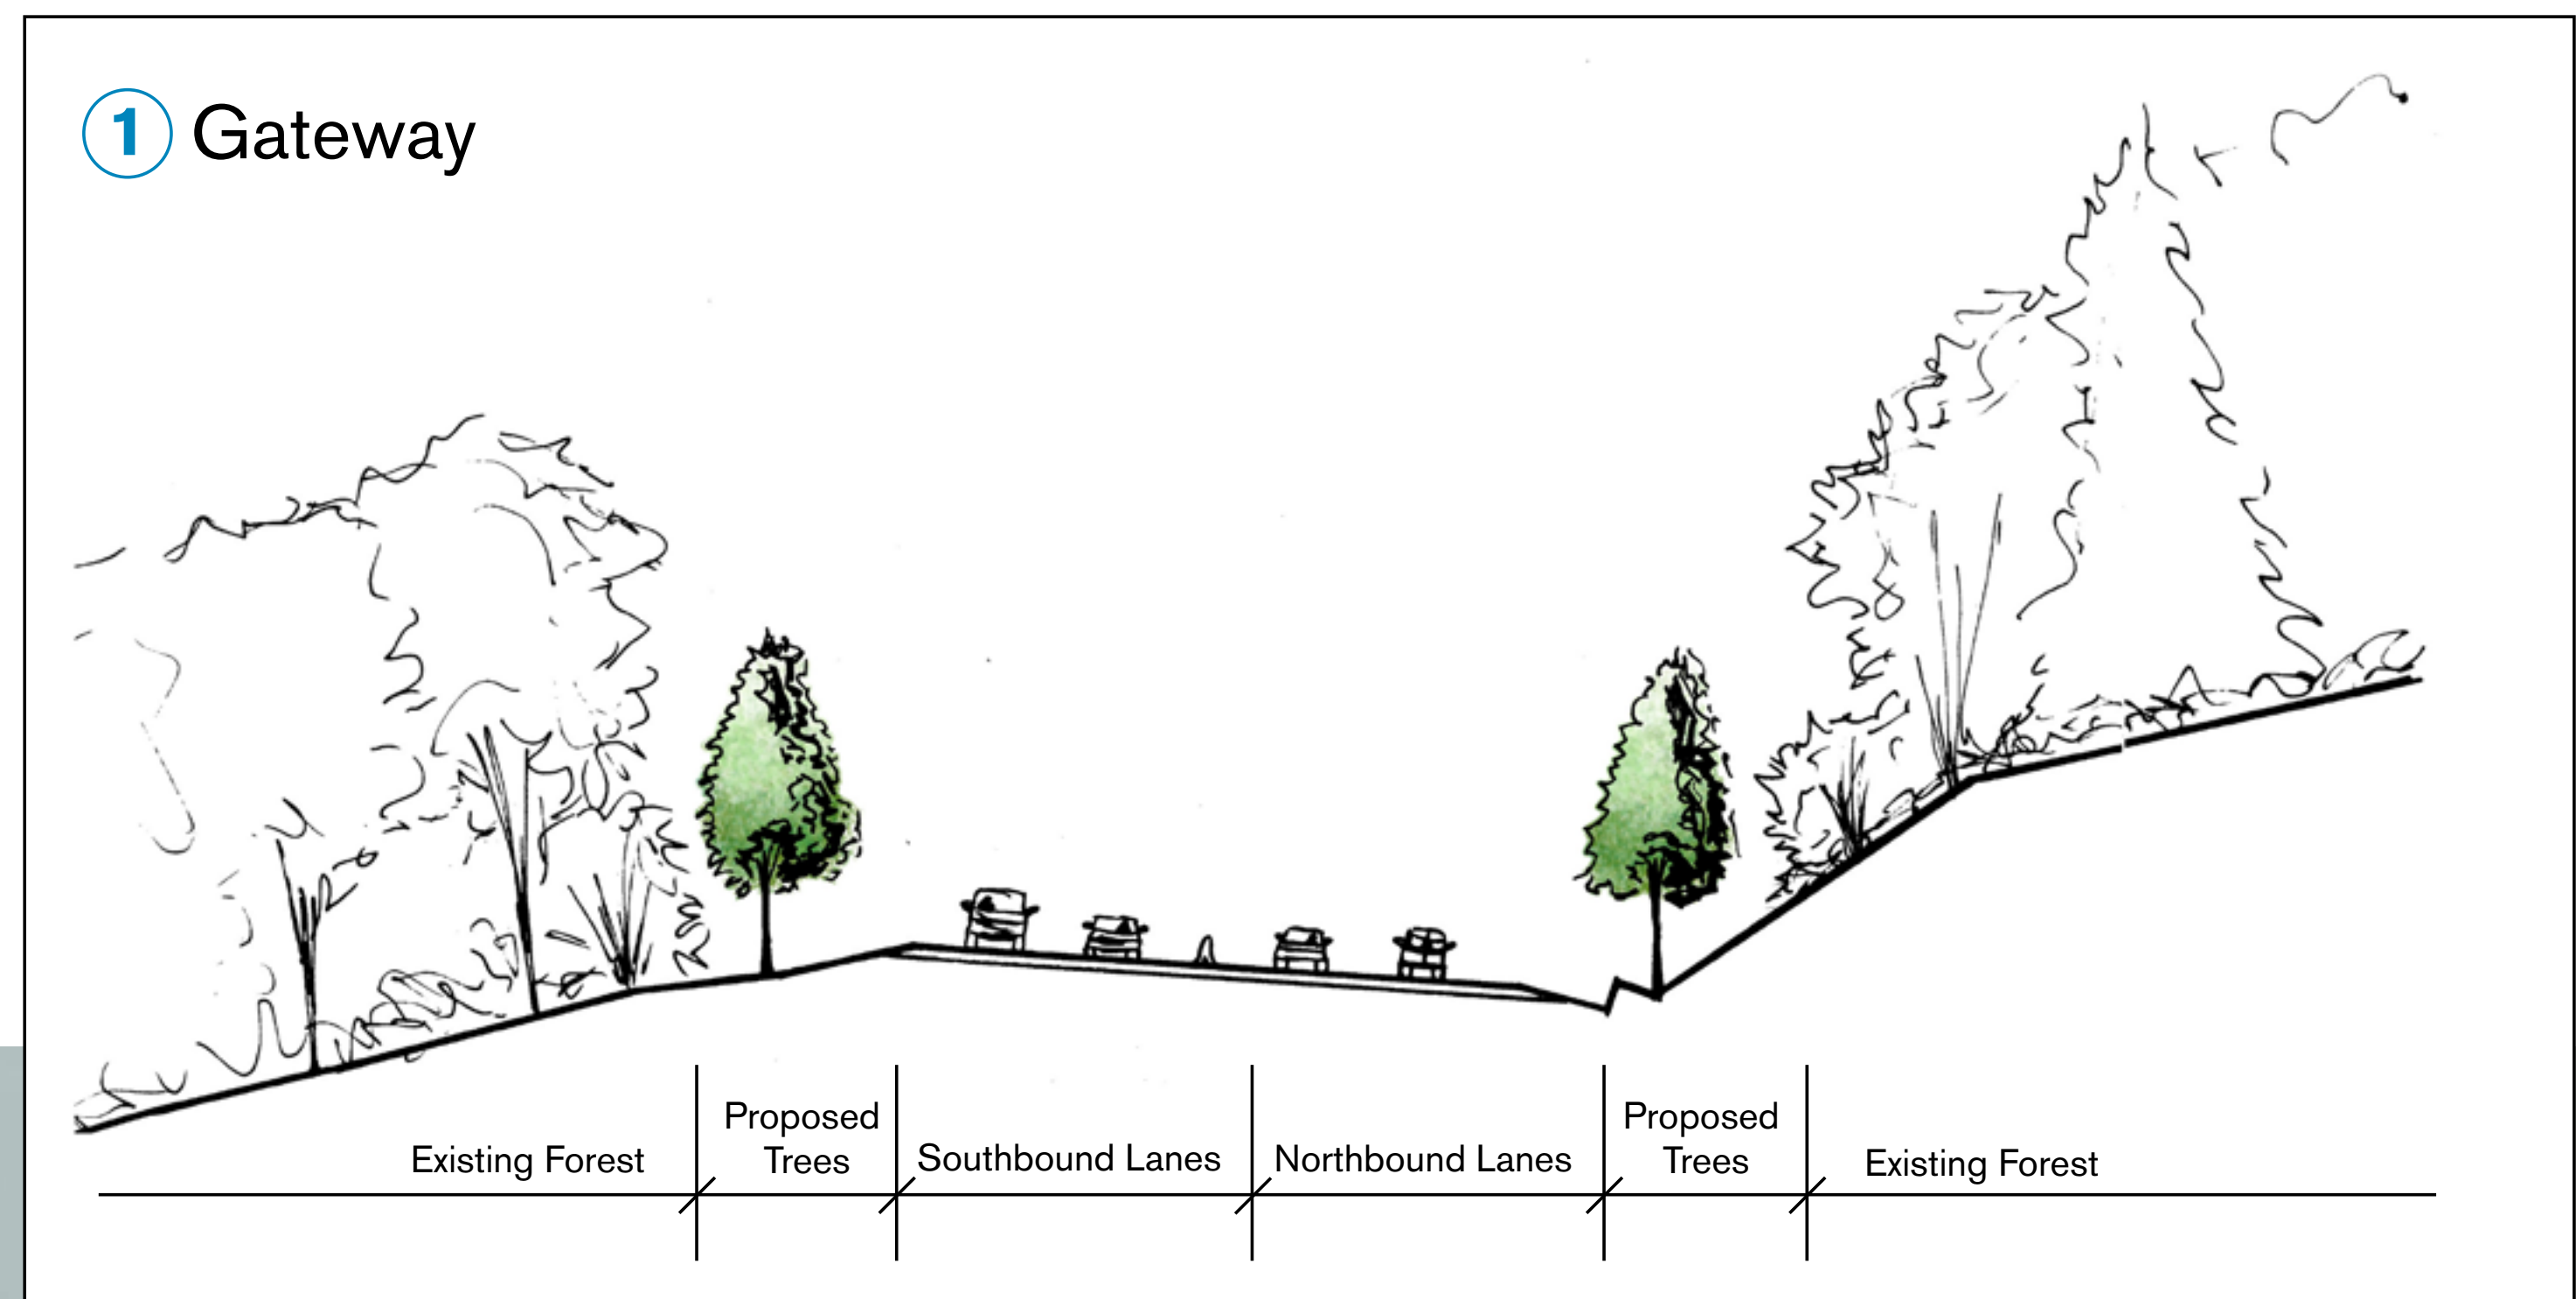 1 Gateway
Existing Forest
Proposed
Trees
Southbound Lanes
Northbound Lanes
Proposed
Trees
Existing Forest